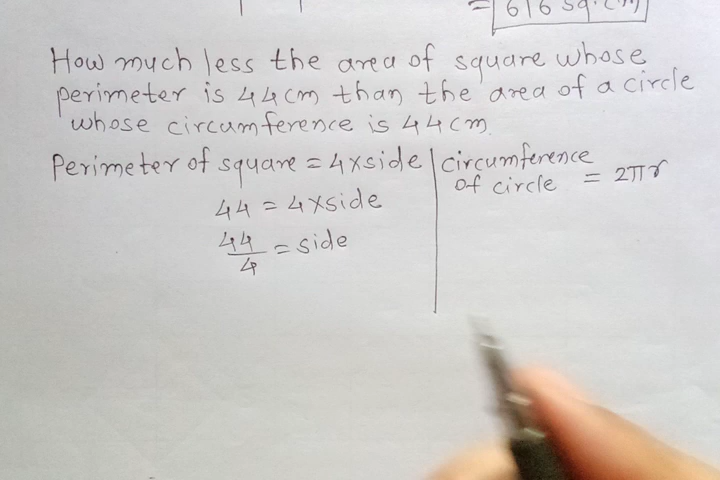 = 616 sq.cm
How much less the area of square whose
perimeter is 44cm than the area of a circle
whose circumference is 44cm.
Perimeter of square = 4×side
44 = 4×side
44/4 = side
circumference
of circle = 2πr